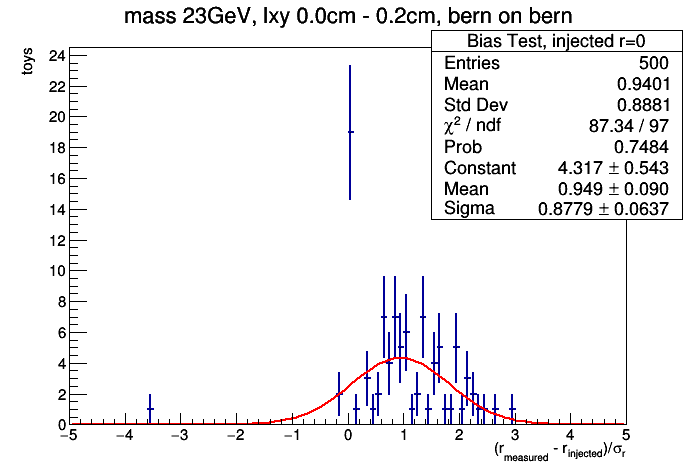 mass 23GeV, lxy 0.0cm - 0.2cm, bern on bern
Bias Test, injected r=0
Entries 500
Mean 0.9401
Std Dev 0.8881
χ² / ndf 87.34 / 97
Prob 0.7484
Constant 4.317 ± 0.543
Mean 0.949 ± 0.090
Sigma 0.8779 ± 0.0637
toys
24
22
20
18
16
14
12
10
8
6
4
2
0
−5 −4 −3 −2 −1 0 1 2 3 4 5
(r_measured - r_injected)/σ_r